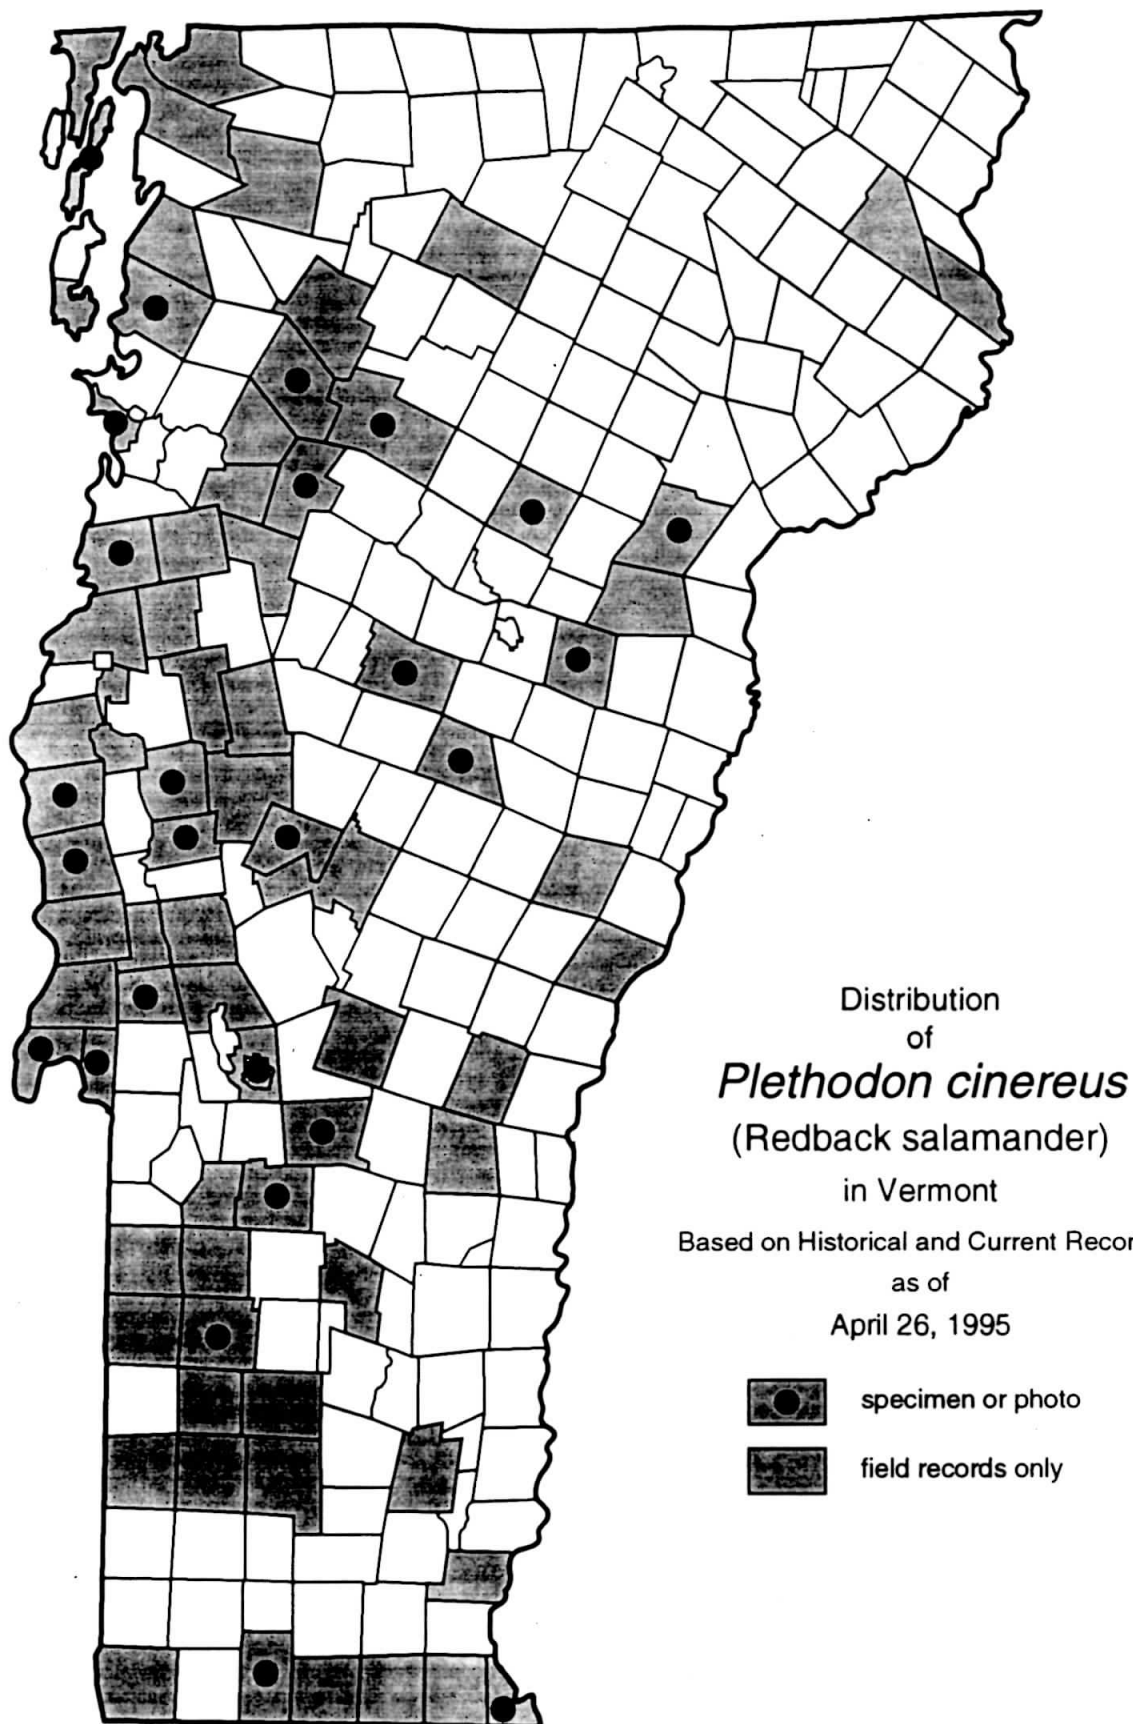 Distribution
of
Plethodon cinereus
(Redback salamander)
in Vermont
Based on Historical and Current Recor
as of
April 26, 1995
specimen or photo
field records only